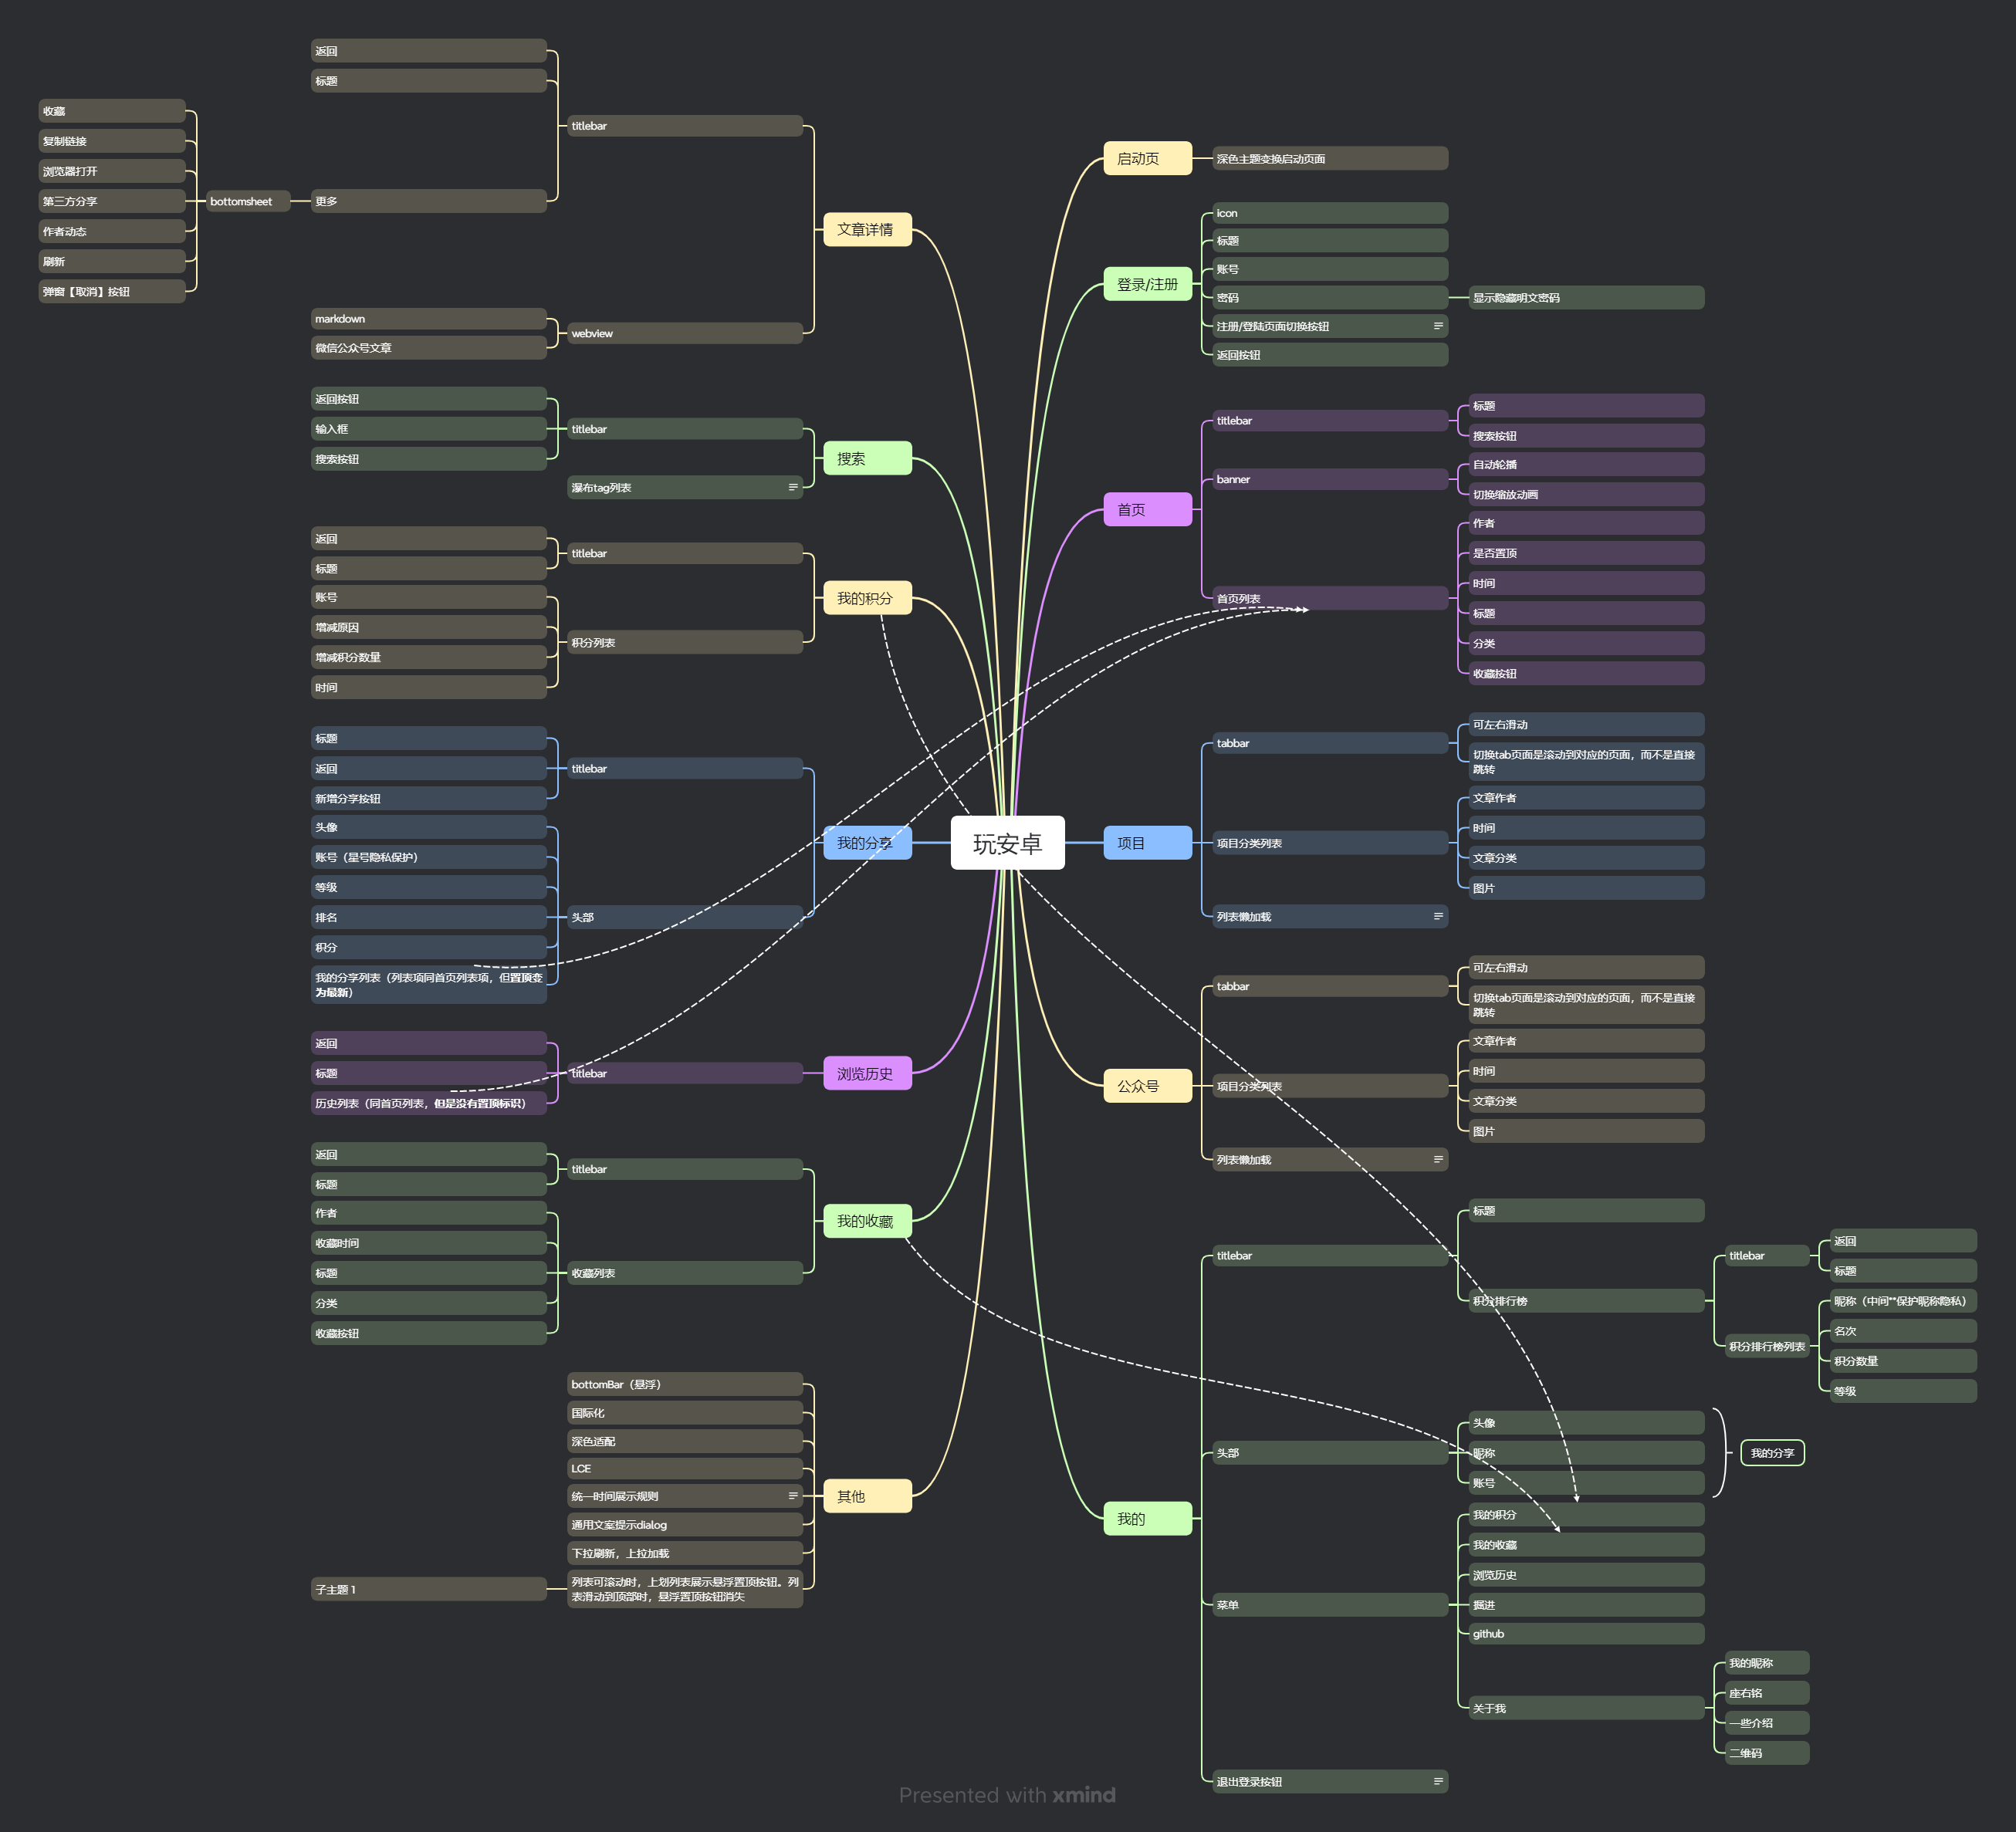 玩安卓
启动页
深色主题变换启动页面
登录/注册
icon
标题
账号
密码
显示隐藏明文密码
注册/登陆页面切换按钮
返回按钮
首页
titlebar
标题
搜索按钮
banner
自动轮播
切换缩放动画
首页列表
作者
是否置顶
时间
标题
分类
收藏按钮
项目
tabbar
可左右滑动
切换tab页面是滚动到对应的页面，而不是直接
跳转
项目分类列表
文章作者
时间
文章分类
图片
列表懒加载
公众号
tabbar
可左右滑动
切换tab页面是滚动到对应的页面，而不是直接
跳转
项目分类列表
文章作者
时间
文章分类
图片
列表懒加载
我的
titlebar
标题
积分排行榜
titlebar
返回
标题
积分排行榜列表
昵称（中间**保护昵称隐私）
名次
积分数量
等级
头部
头像
昵称
账号
我的分享
菜单
我的积分
我的收藏
浏览历史
掘进
github
关于我
我的昵称
座右铭
一些介绍
二维码
退出登录按钮
文章详情
titlebar
返回
标题
更多
bottomsheet
收藏
复制链接
浏览器打开
第三方分享
作者动态
刷新
弹窗【取消】按钮
webview
markdown
微信公众号文章
搜索
titlebar
返回按钮
输入框
搜索按钮
瀑布tag列表
我的积分
titlebar
返回
标题
积分列表
账号
增减原因
增减积分数量
时间
我的分享
titlebar
标题
返回
新增分享按钮
头部
头像
账号（星号隐私保护）
等级
排名
积分
我的分享列表（列表项同首页列表项，但置顶变
为最新）
浏览历史
titlebar
返回
标题
历史列表（同首页列表，但是没有置顶标识）
我的收藏
titlebar
返回
标题
收藏列表
作者
收藏时间
标题
分类
收藏按钮
其他
bottomBar（悬浮）
国际化
深色适配
LCE
统一时间展示规则
通用文室提示dialog
下拉刷新，上拉加载
列表可滚动时，上划列表展示悬浮置顶按钮。列
表滑动到顶部时，悬浮置顶按钮消失
子主题 1
Presented with xmind